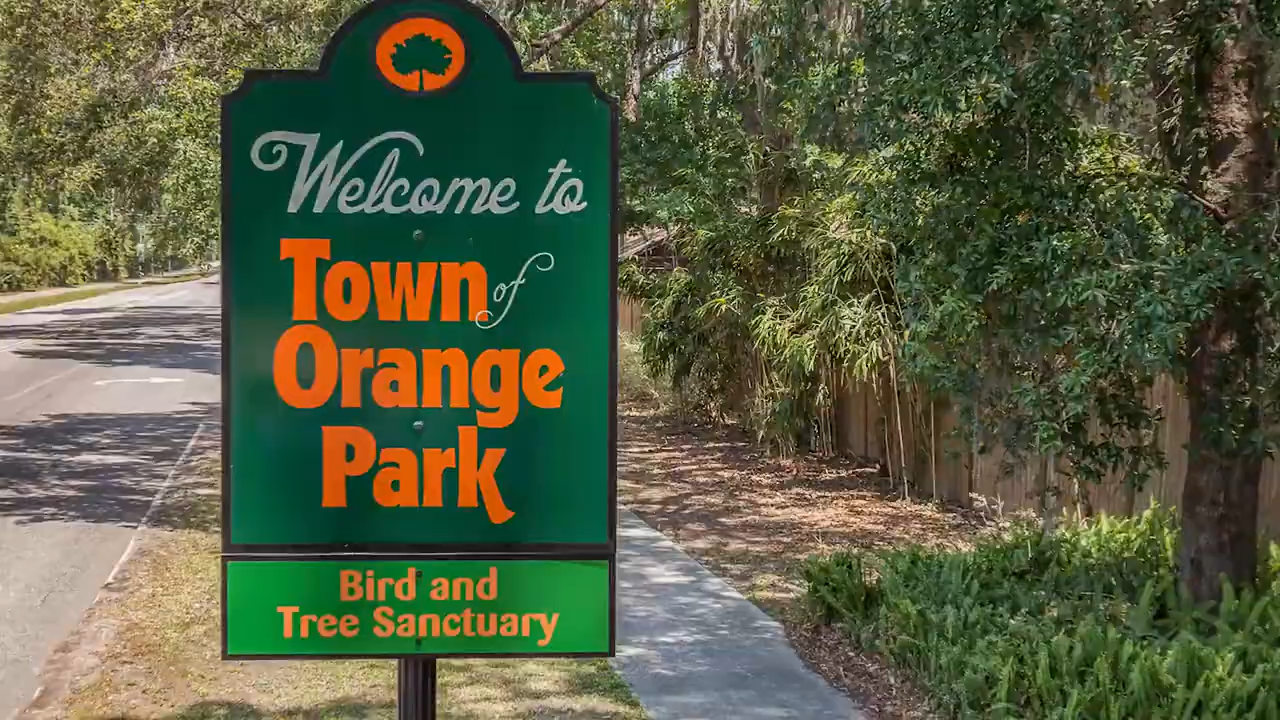 Welcome to
Town of
Orange
Park
Bird and
Tree Sanctuary